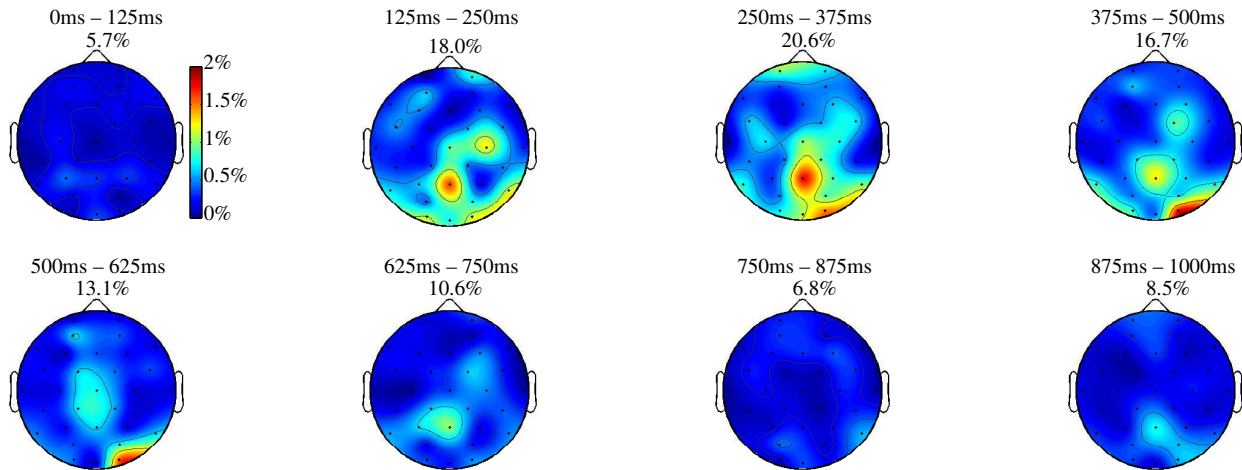 0ms – 125ms
5.7%
125ms – 250ms
18.0%
250ms – 375ms
20.6%
375ms – 500ms
16.7%
2%
1.5%
1%
0.5%
0%
500ms – 625ms
13.1%
625ms – 750ms
10.6%
750ms – 875ms
6.8%
875ms – 1000ms
8.5%